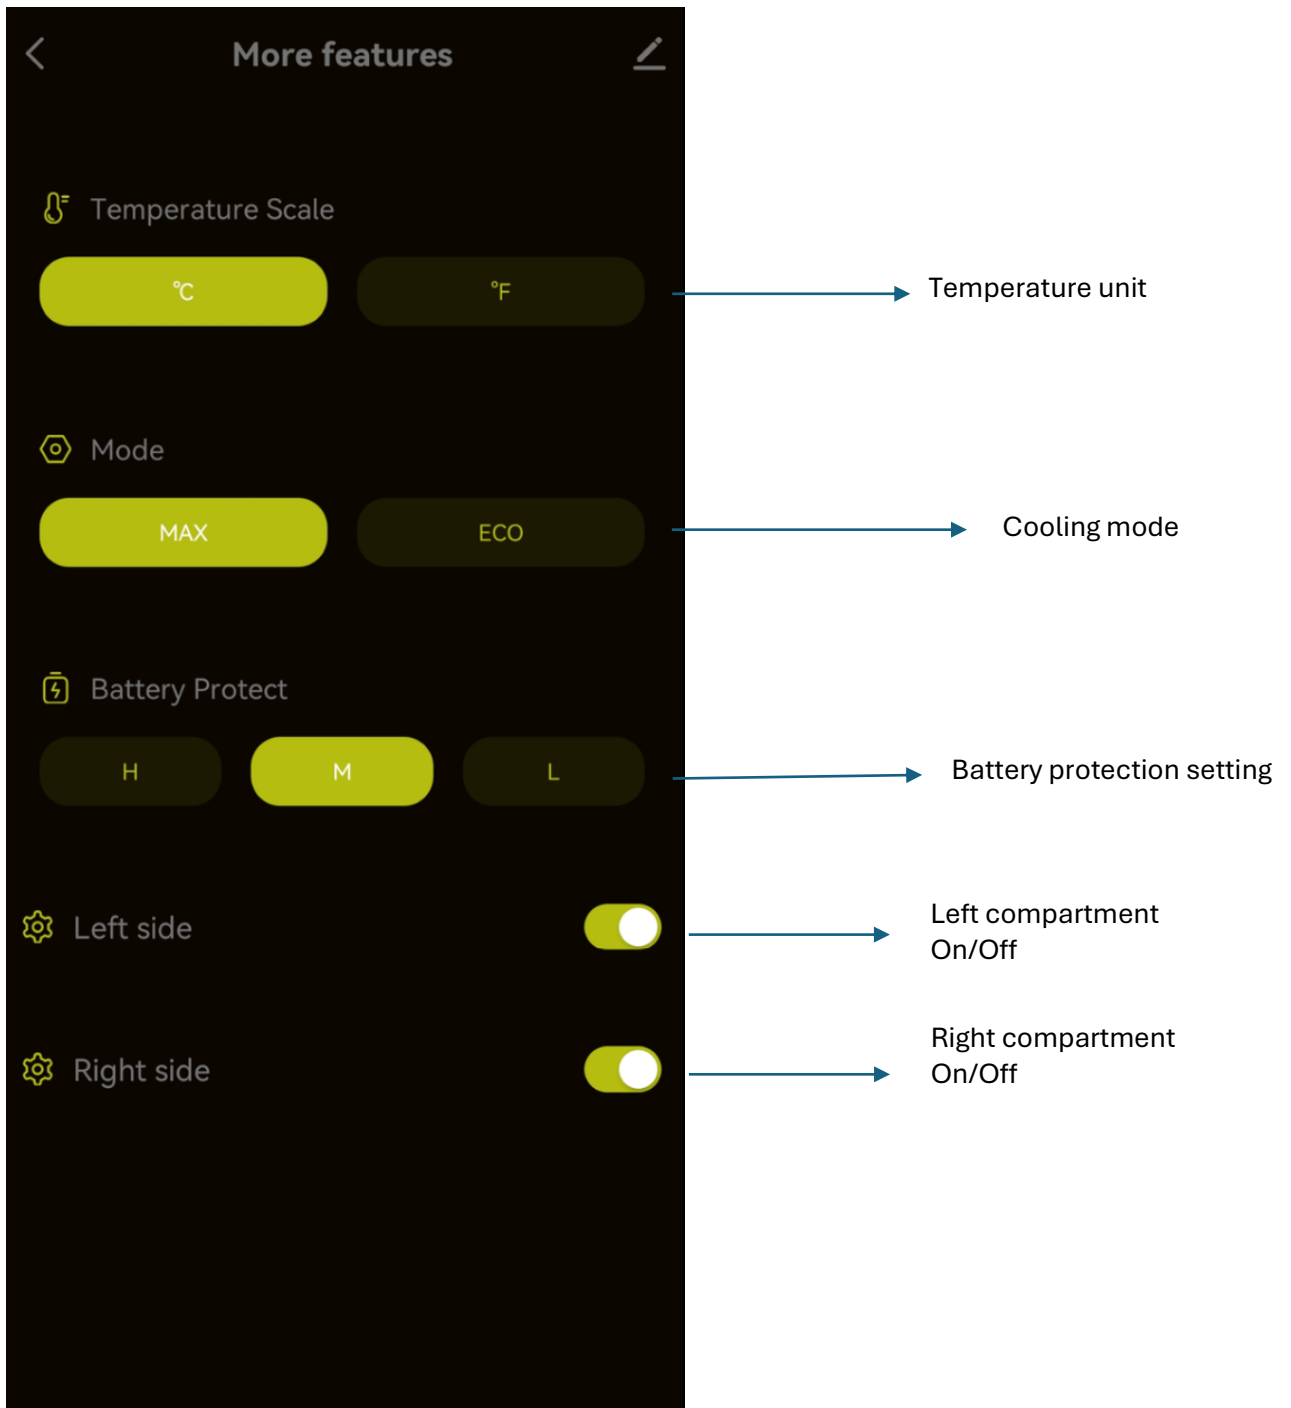 More features
Temperature Scale
°C
°F
Temperature unit
Mode
MAX
ECO
Cooling mode
Battery Protect
H
M
L
Battery protection setting
Left side
Left compartment
On/Off
Right side
Right compartment
On/Off